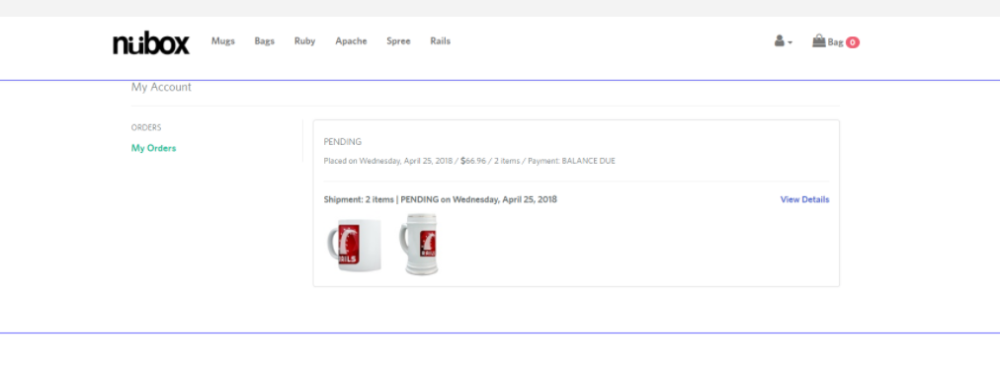 nübox Mugs Bags Ruby Apache Spree Rails Bag 0
My Account
ORDERS
My Orders
PENDING
Placed on Wednesday, April 25, 2018 / $66.96 / 2 items / Payment: BALANCE DUE
Shipment: 2 items | PENDING on Wednesday, April 25, 2018 View Details
RAILS
RAILS